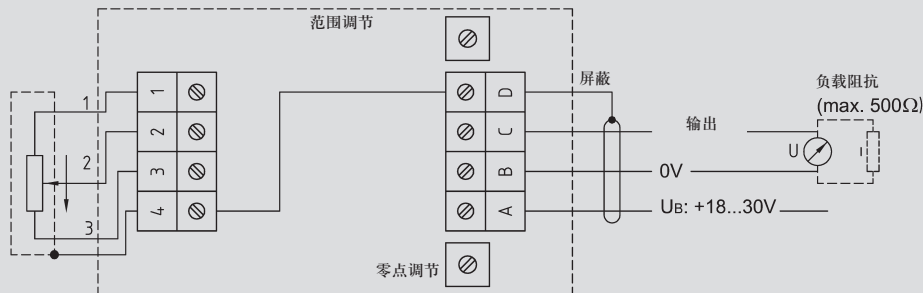 范围调节
屏蔽
负载阻抗
(max. 500Ω)
1
2
3
1
2
3
4
D
C
B
A
输出
0V
UB: +18...30V
U
I
零点调节